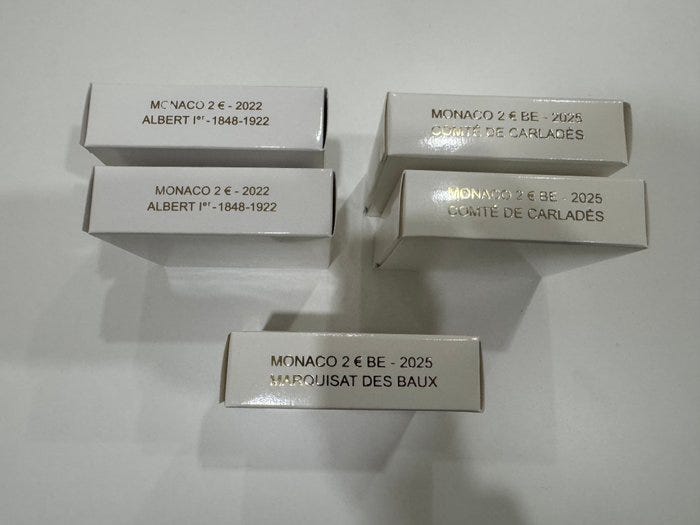 MONACO 2 € - 2022
ALBERT Ier -1848-1922
MONACO 2 € - 2022
ALBERT Ier -1848-1922
MONACO 2 € BE - 2025
COMTÉ DE CARLADÈS
MONACO 2 € BE - 2025
COMTÉ DE CARLADÈS
MONACO 2 € BE - 2025
MARQUISAT DES BAUX